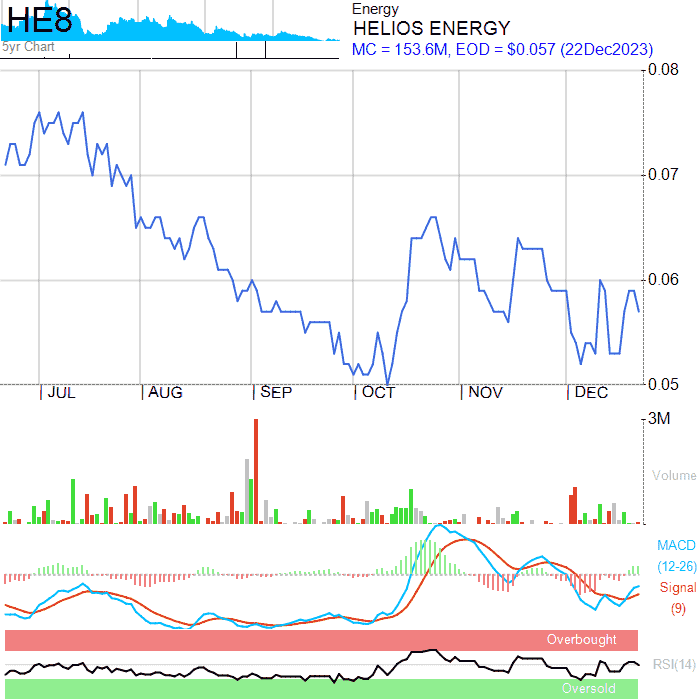 HE8
5yr Chart
Energy
HELIOS ENERGY
MC = 153.6M, EOD = $0.057 (22Dec2023)
0.08
0.07
0.06
0.05
JUL AUG SEP OCT NOV DEC
3M
Volume
MACD
(12-26)
Signal
(9)
Overbought
RSI(14)
Oversold